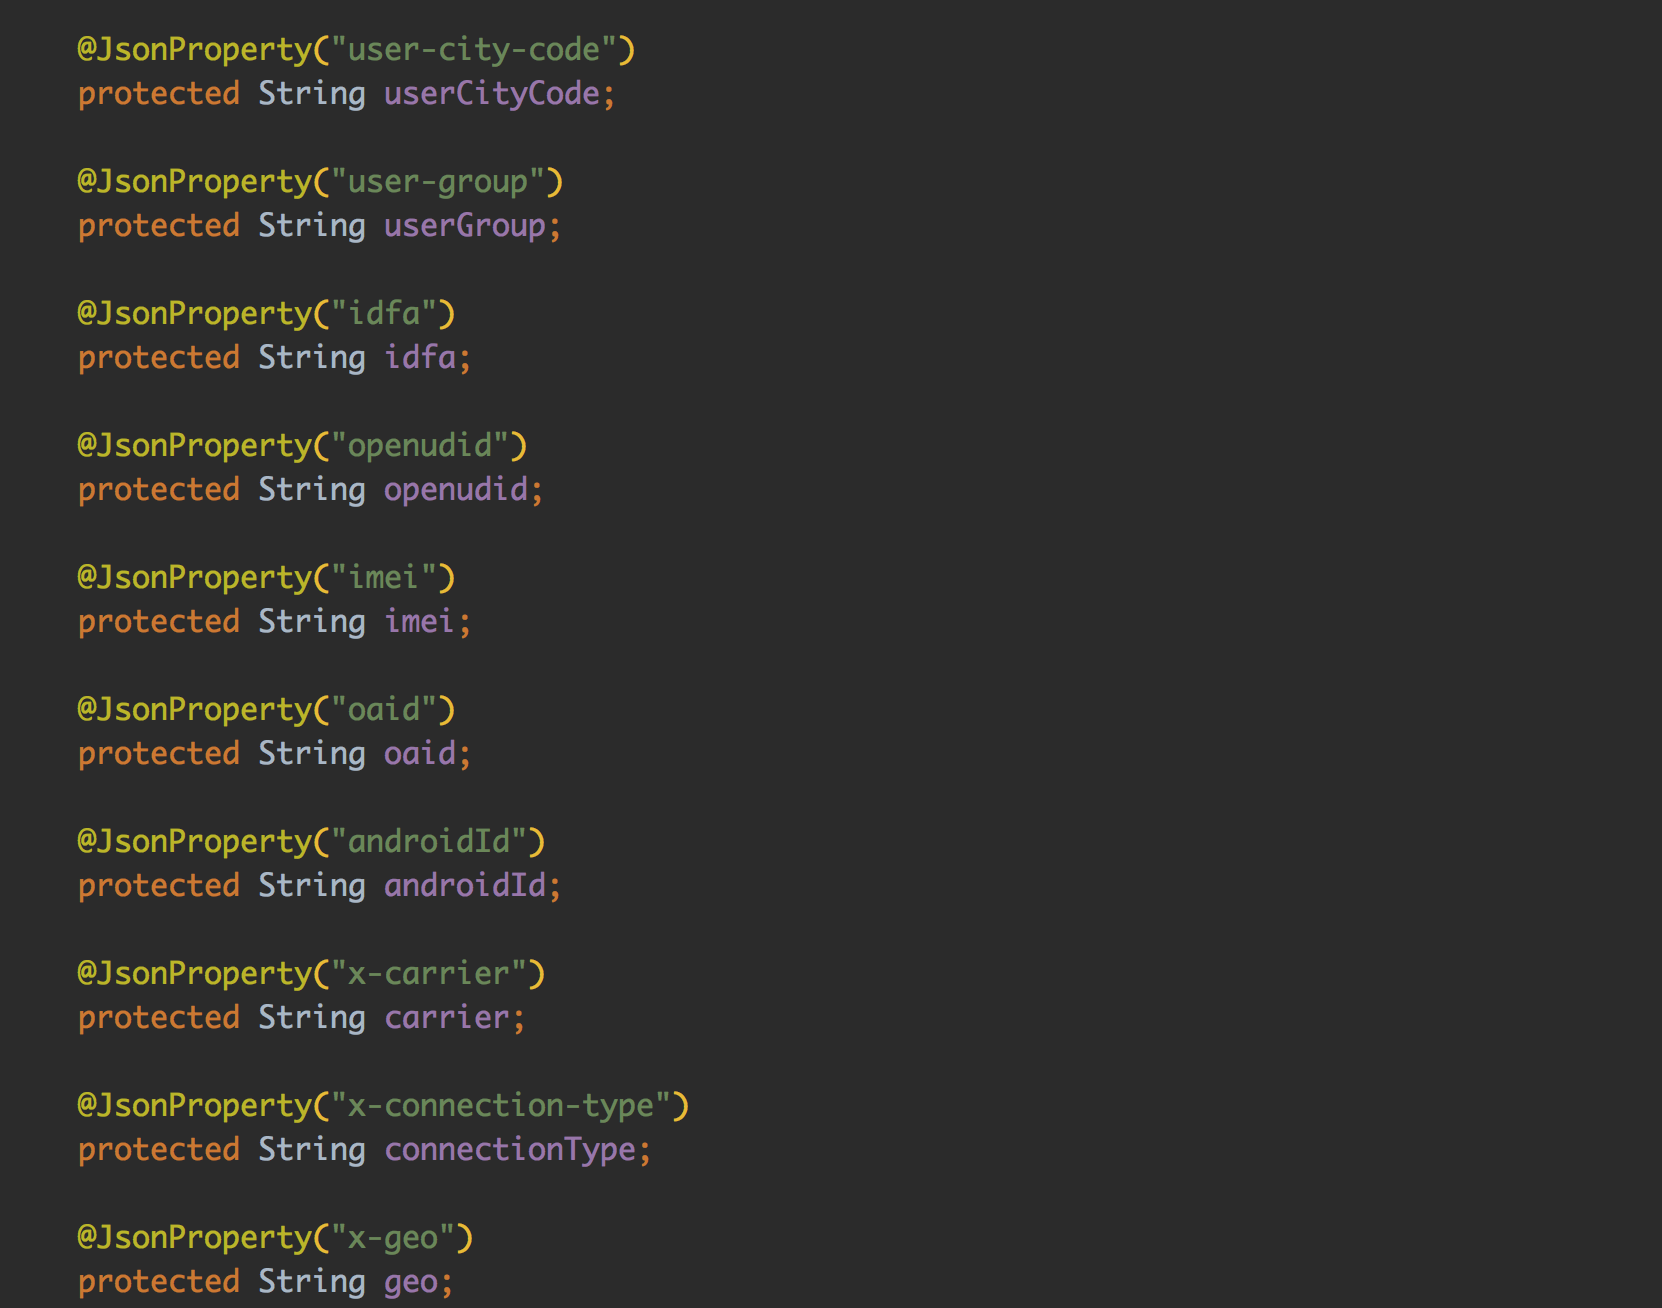 @JsonProperty("user-city-code")
protected String userCityCode;
@JsonProperty("user-group")
protected String userGroup;
@JsonProperty("idfa")
protected String idfa;
@JsonProperty("openudid")
protected String openudid;
@JsonProperty("imei")
protected String imei;
@JsonProperty("oaid")
protected String oaid;
@JsonProperty("androidId")
protected String androidId;
@JsonProperty("x-carrier")
protected String carrier;
@JsonProperty("x-connection-type")
protected String connectionType;
@JsonProperty("x-geo")
protected String geo;